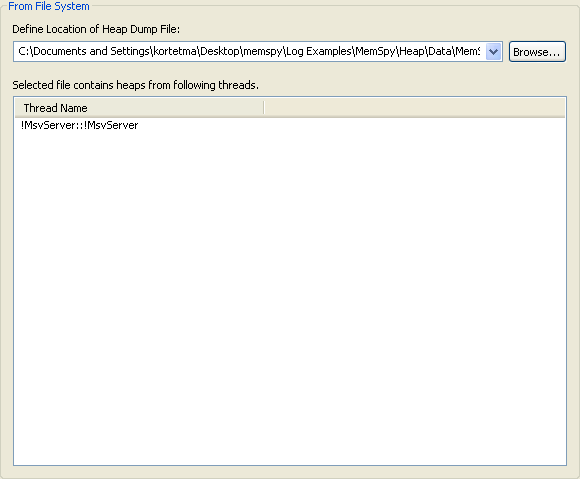 From File System
Define Location of Heap Dump File:
C:\Documents and Settings\kortetma\Desktop\memspy\Log Examples\MemSpy\Heap\Data\MemS
Browse...
Selected file contains heaps from following threads.
Thread Name
!MsvServer::!MsvServer